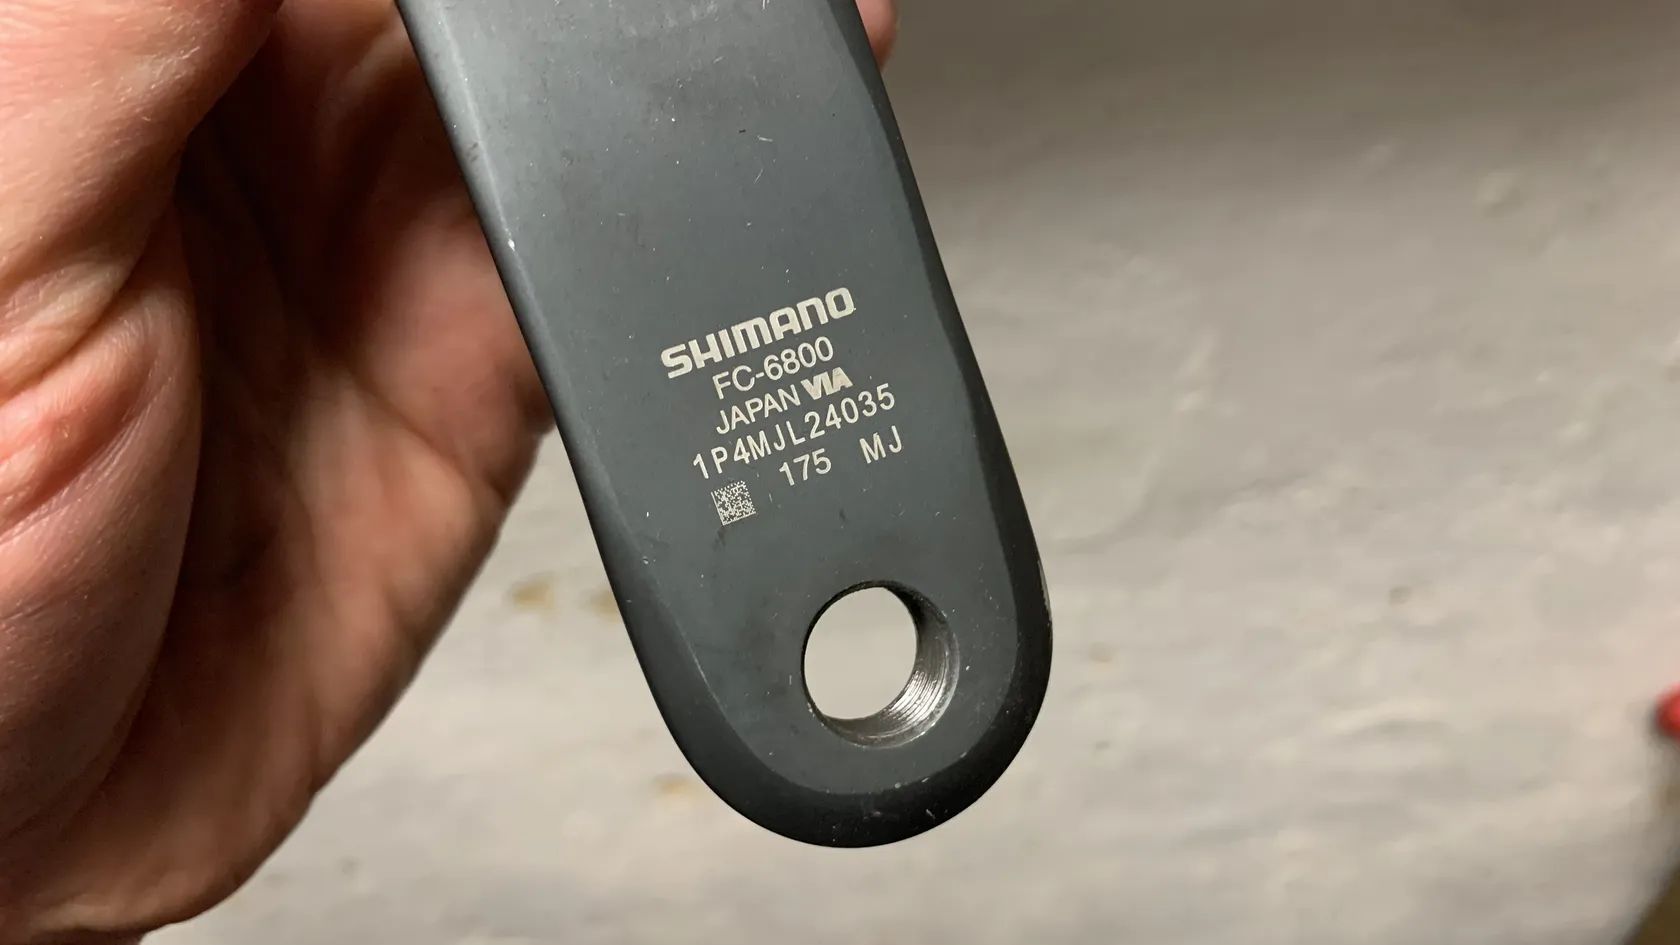 SHIMANO
FC-6800
JAPAN VIA
1P4MJL24035
175 MJ